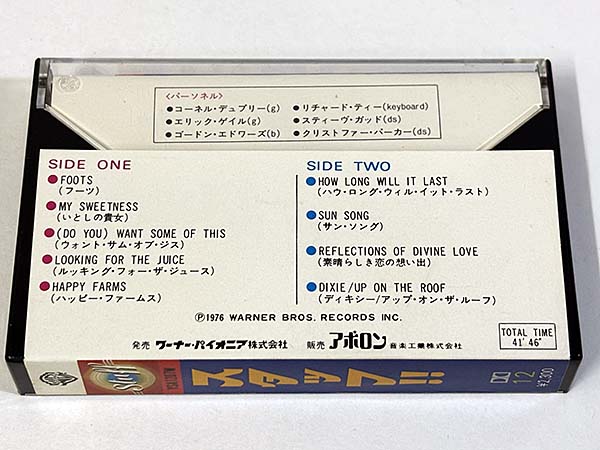 〈パーソネル〉
●コーネル・デュプリー(g) ●リチャード・ティー(keyboard)
●エリック・ゲイル(g) ●スティーヴ・ガッド(ds)
●ゴードン・エドワーズ(b) ●クリストファー・パーカー(ds)
SIDE ONE
●FOOTS
(フーツ)
●MY SWEETNESS
(いとしの貴女)
●(DO YOU) WANT SOME OF THIS
(ウォント・サム・オブ・ジス)
●LOOKING FOR THE JUICE
(ルッキング・フォー・ザ・ジュース)
●HAPPY FARMS
(ハッピー・ファームス)
SIDE TWO
●HOW LONG WILL IT LAST
(ハウ・ロング・ウィル・イット・ラスト)
●SUN SONG
(サン・ソング)
●REFLECTIONS OF DIVINE LOVE
(素晴らしき恋の想い出)
●DIXIE/UP ON THE ROOF
(ディキシー/アップ・オン・ザ・ルーフ)
Ⓟ1976 WARNER BROS. RECORDS INC.
発売 ワーナー・パイオニア株式会社 販売 アポロン音楽工業株式会社
TOTAL TIME
41′46″
Stuff
スタッフ!!
12
¥2,300